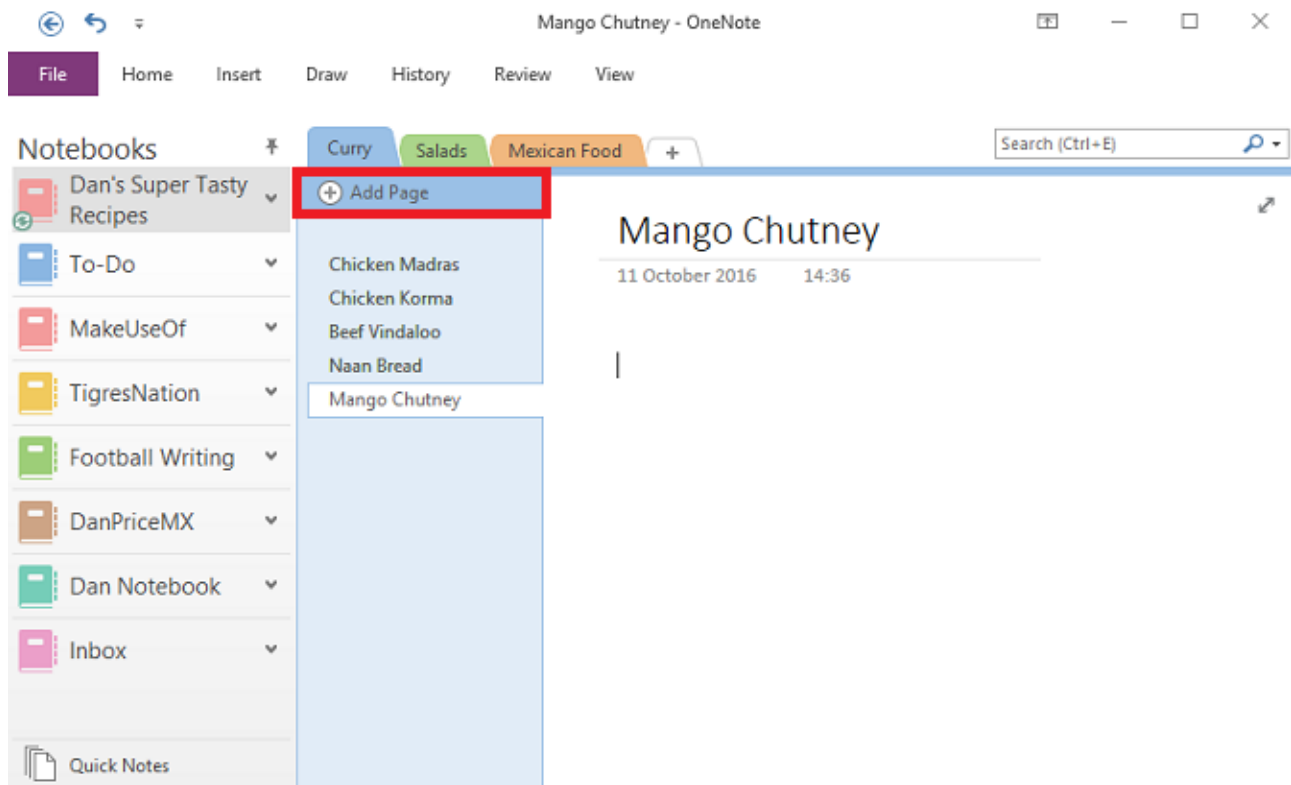 Mango Chutney - OneNote
File Home Insert Draw History Review View
Notebooks
Curry Salads Mexican Food +
Search (Ctrl+E)
Dan's Super Tasty
Recipes
To-Do
MakeUseOf
TigresNation
Football Writing
DanPriceMX
Dan Notebook
Inbox
Quick Notes
Add Page
Chicken Madras
Chicken Korma
Beef Vindaloo
Naan Bread
Mango Chutney
Mango Chutney
11 October 2016 14:36